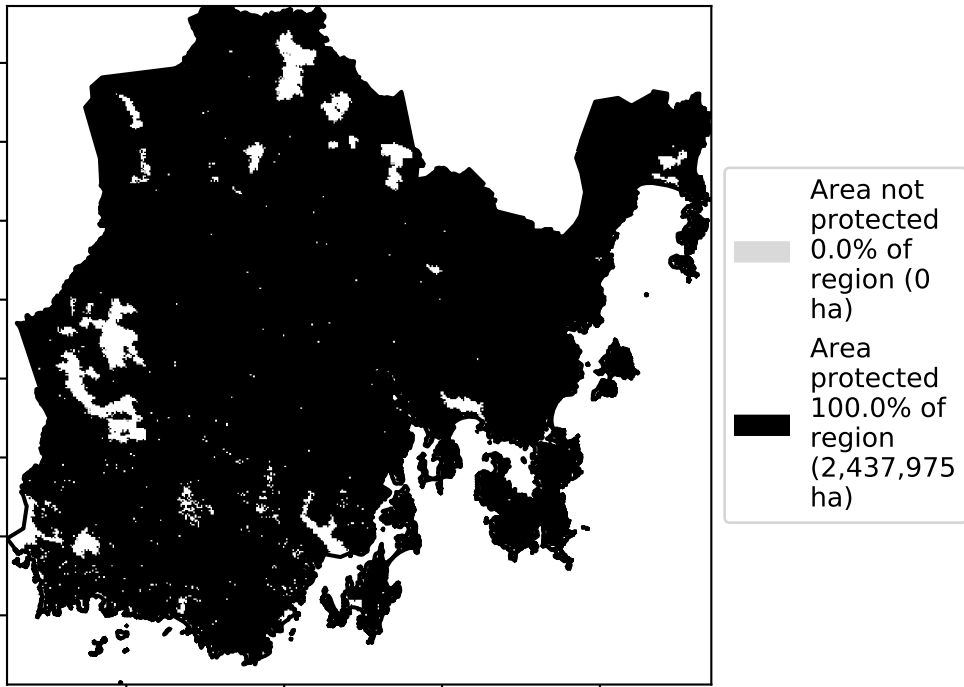 Area not
protected
0.0% of
region (0
ha)
Area
protected
100.0% of
region
(2,437,975
ha)